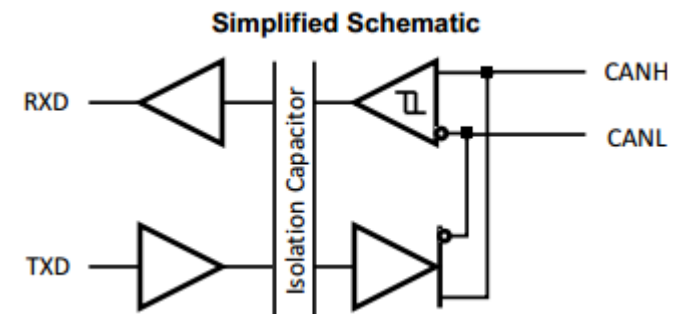 Simplified Schematic
RXD
CANH
CANL
Isolation Capacitor
TXD